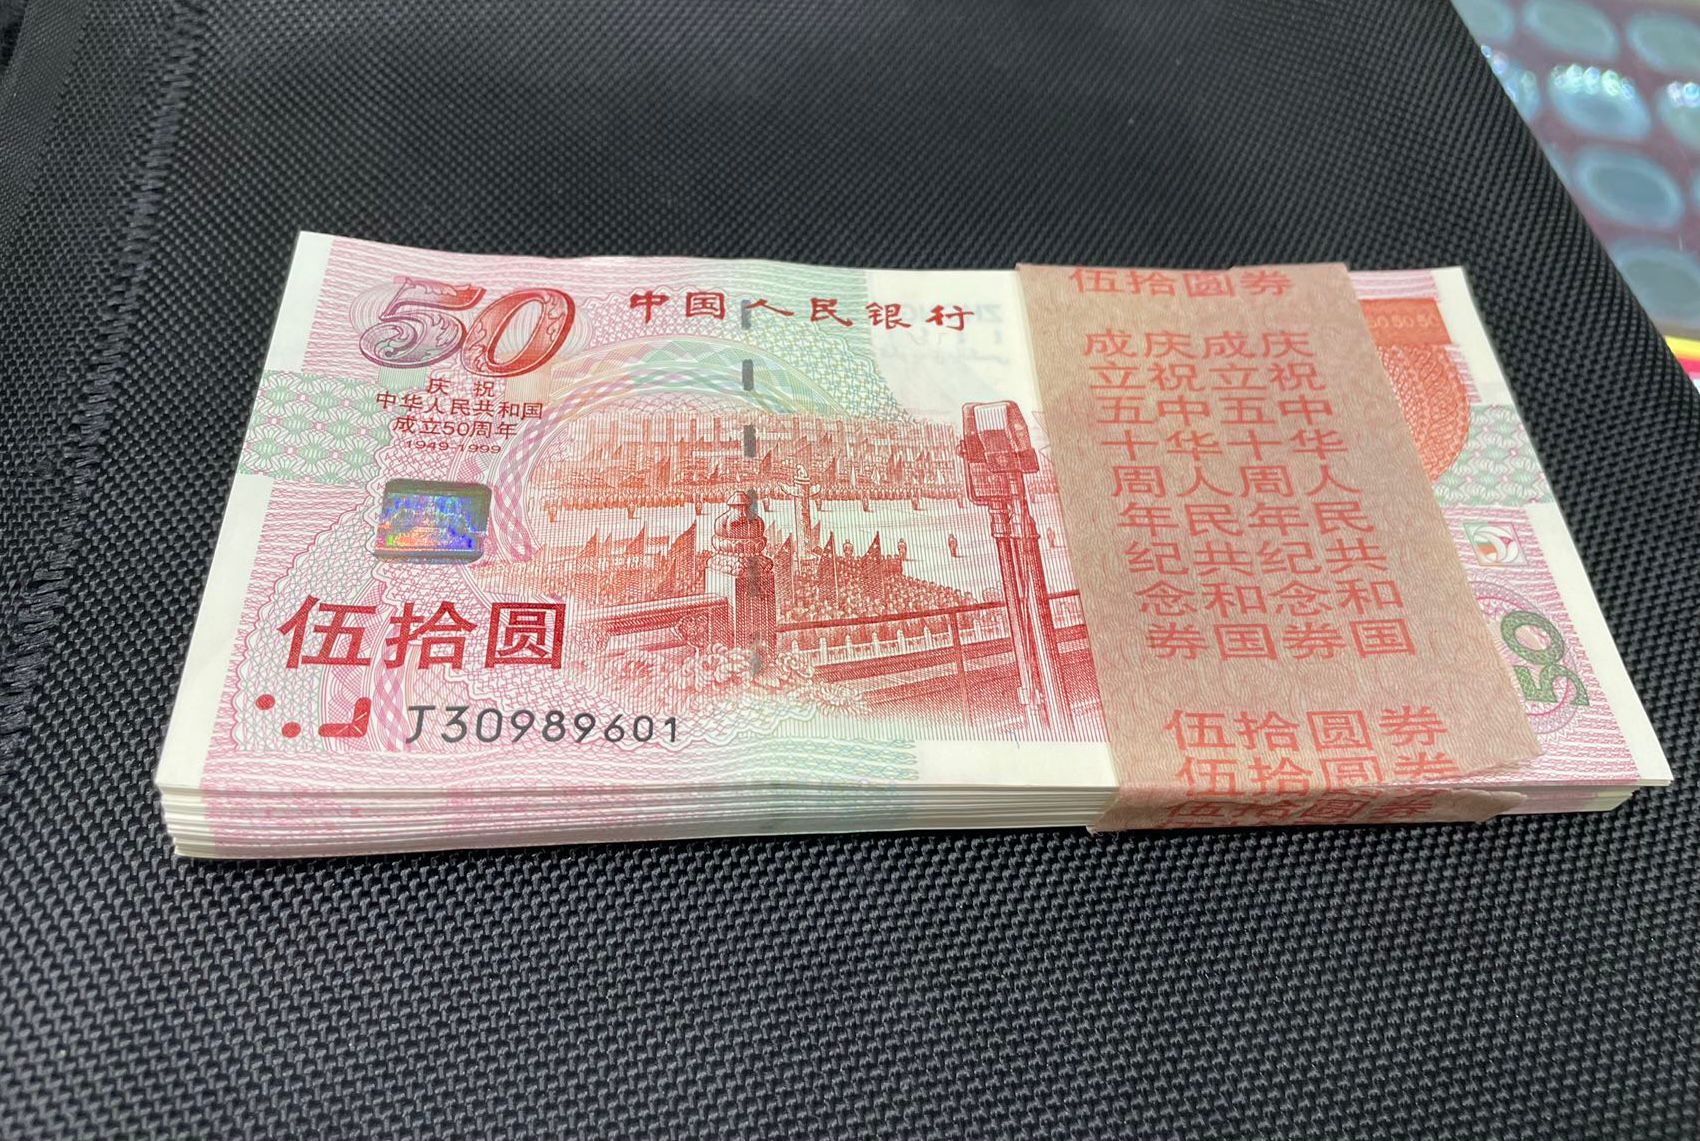 50
中国人民银行
庆祝
中华人民共和国
成立50周年
1949-1999
伍拾圆
J30989601
伍拾圆券
成庆成庆
立祝立祝
五中五中
十华十华
周人周人
年民年民
纪共纪共
念和念和
券国券国
伍拾圆券
伍拾圆券
伍拾圆券
50